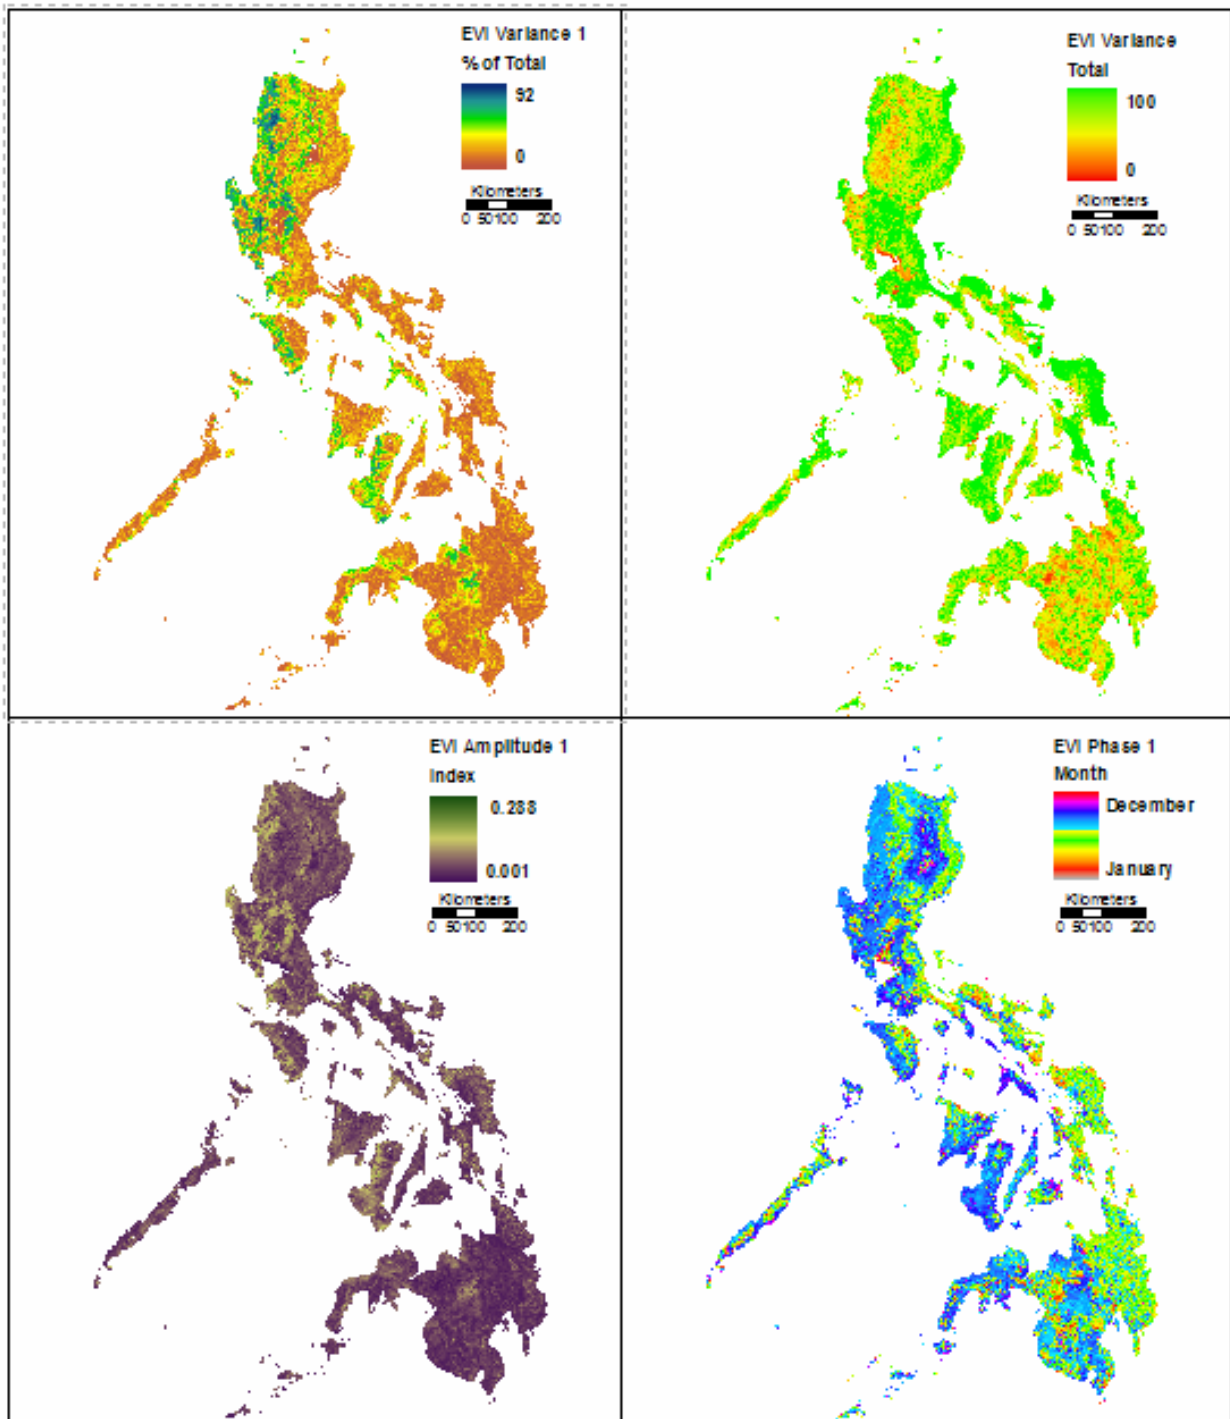 EVI Variance 1
% of Total
92
0
Kilometers
0 50100 200
EVI Variance
Total
100
0
Kilometers
0 50100 200
EVI Amplitude 1
Index
0.288
0.001
Kilometers
0 50100 200
EVI Phase 1
Month
December
January
Kilometers
0 50100 200